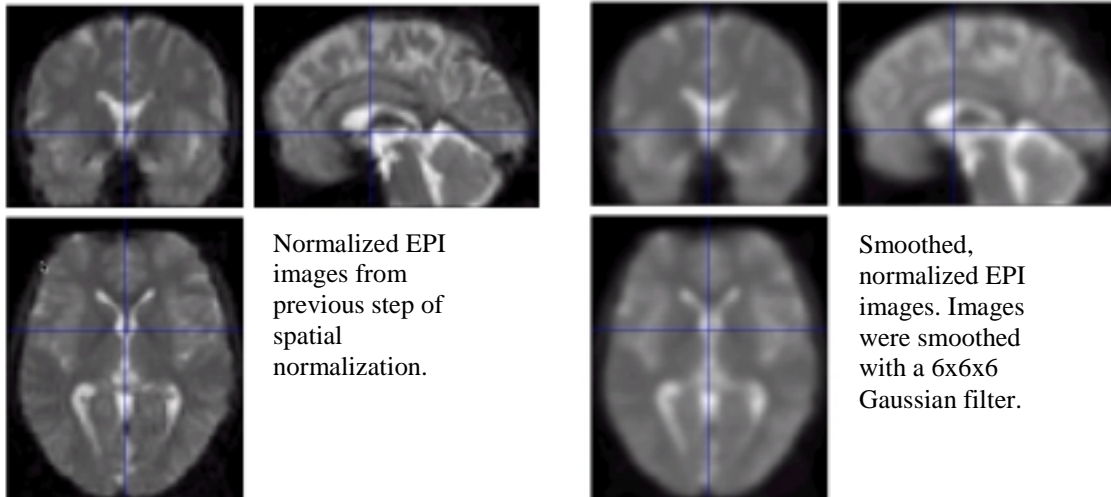 Normalized EPI
images from
previous step of
spatial
normalization.
Smoothed,
normalized EPI
images. Images
were smoothed
with a 6x6x6
Gaussian filter.